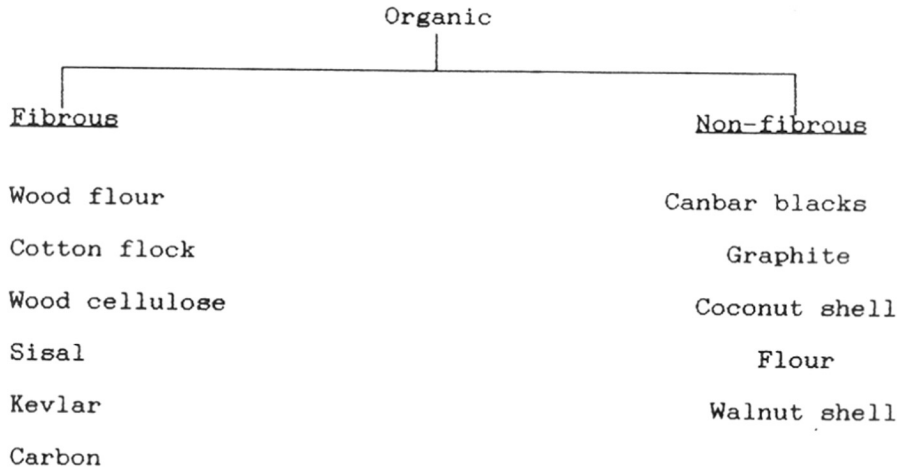 Organic
Fibrous
Non-fibrous
Wood flour
Canbar blacks
Cotton flock
Graphite
Wood cellulose
Coconut shell
Sisal
Flour
Kevlar
Walnut shell
Carbon